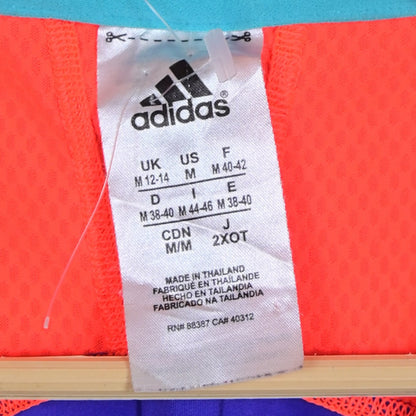 adidas®
UK US F
M 12-14 M M 40-42
D I E
M 38-40 M 44-46 M 38-40
CDN J
M/M 2XOT
MADE IN THAILAND
FABRIQUÉ EN THAILANDE
HECHO EN TAILANDIA
FABRICADO NA TAILÂNDIA
RN# 88387 CA# 40312